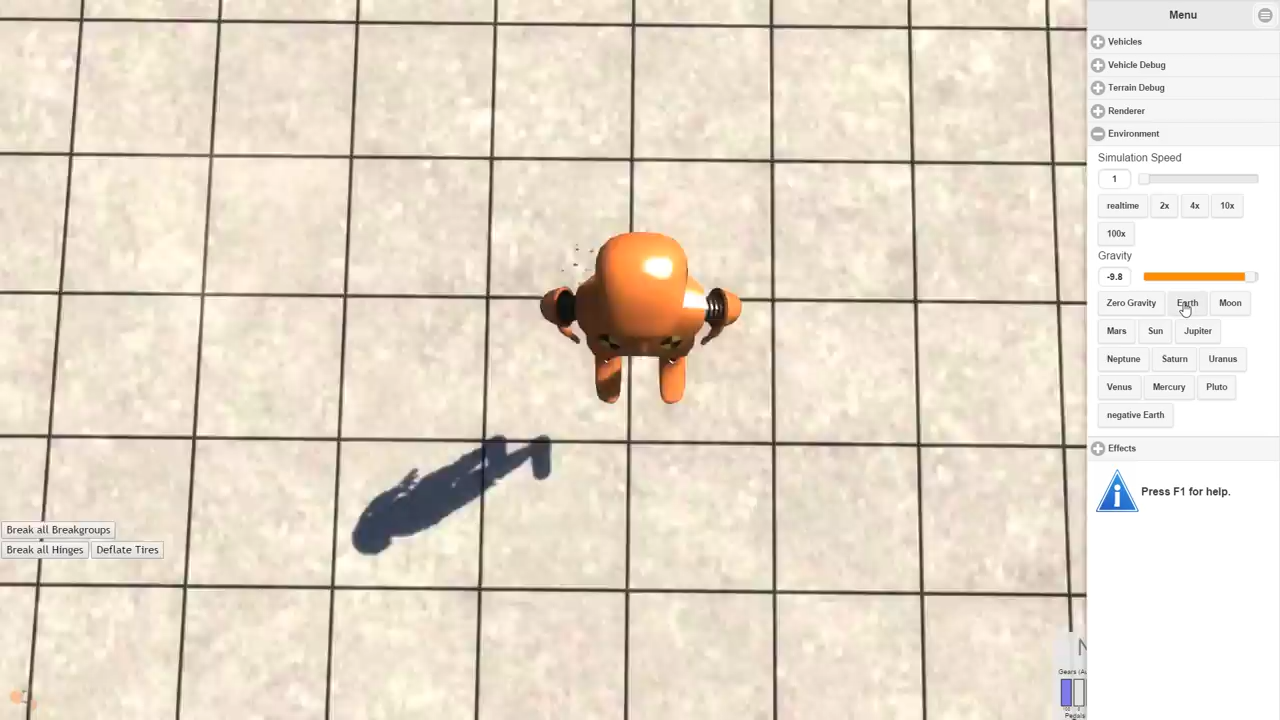 Menu
Vehicles
Vehicle Debug
Terrain Debug
Renderer
Environment
Simulation Speed
1
realtime 2x 4x 10x
100x
Gravity
-9.8
Zero Gravity Earth Moon
Mars Sun Jupiter
Neptune Saturn Uranus
Venus Mercury Pluto
negative Earth
Effects
Press F1 for help.
Break all Breakgroups
Break all Hinges Deflate Tires
N
Gears (A
Pedals